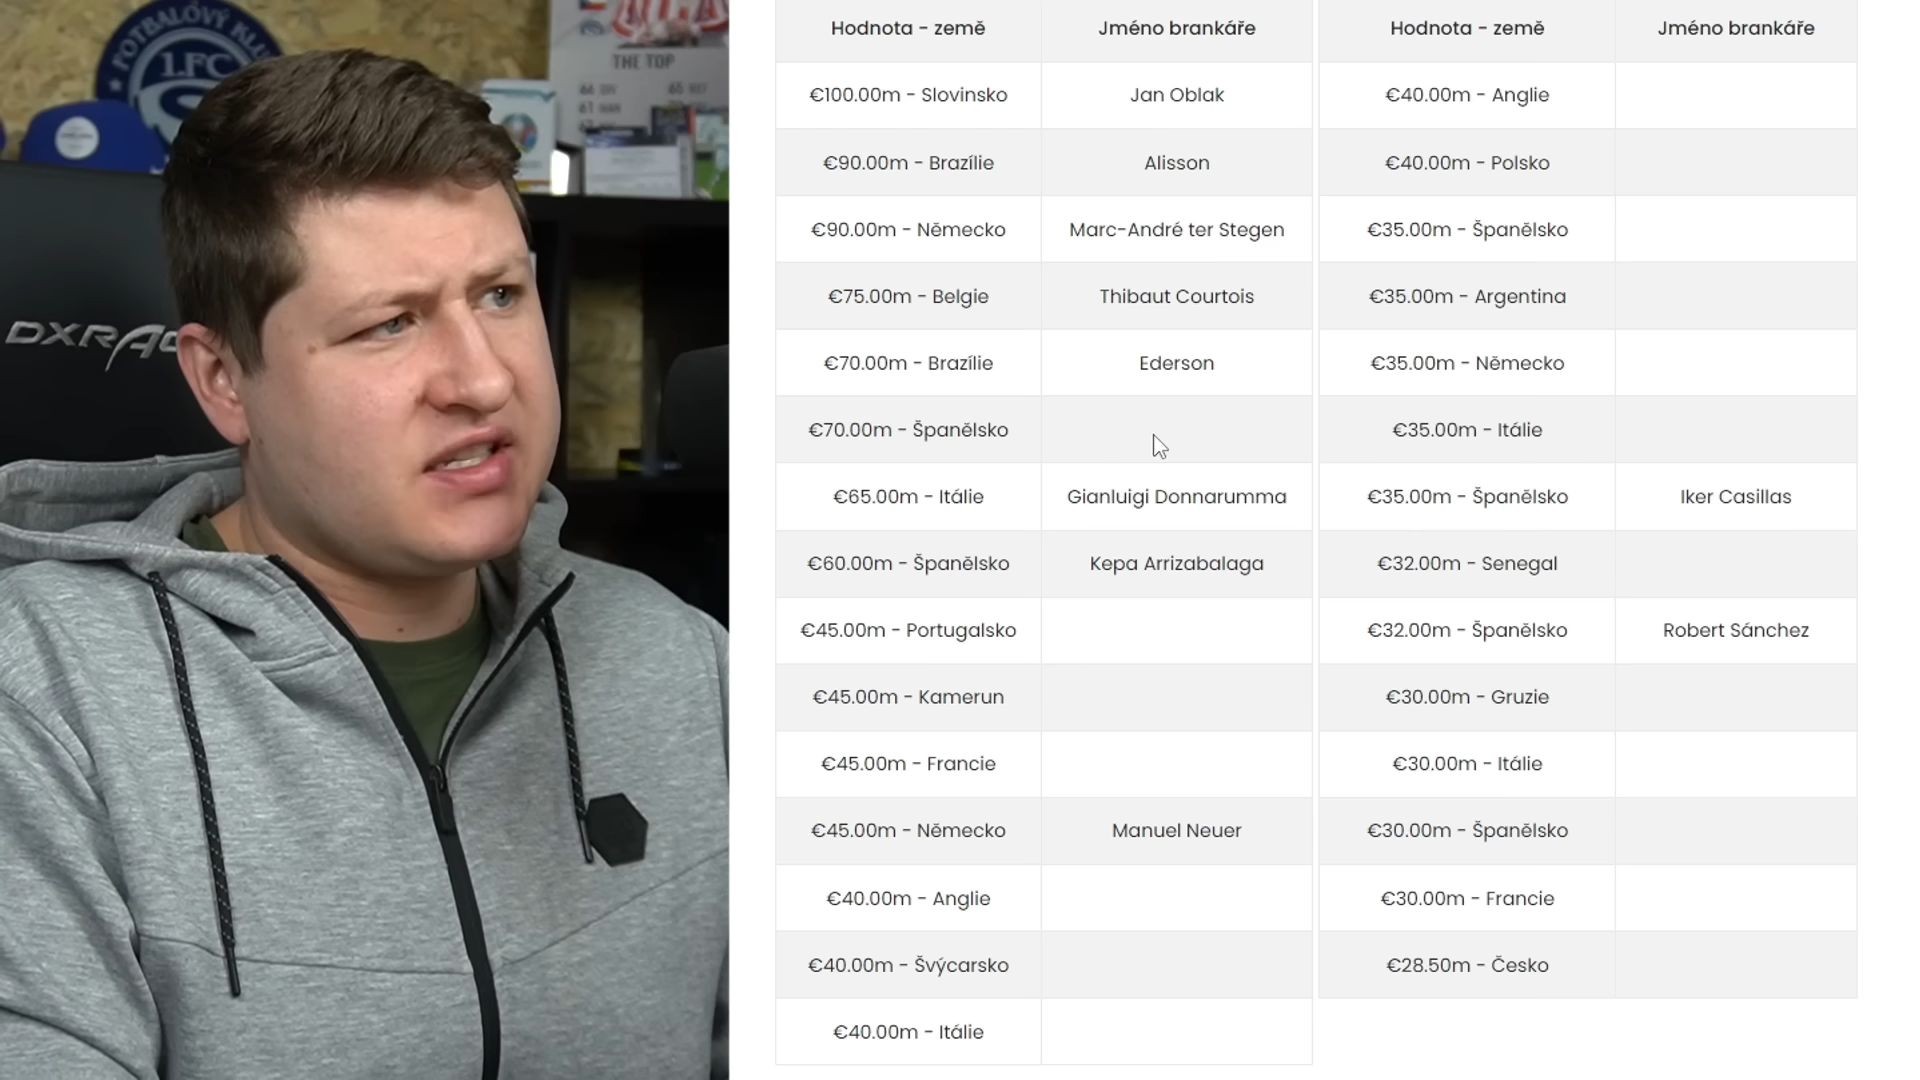 FOTBALOVÝ KLUB
1.FC
THE TOP
DXRAC
Hodnota - země Jméno brankáře
€100.00m - Slovinsko Jan Oblak
€90.00m - Brazílie Alisson
€90.00m - Německo Marc-André ter Stegen
€75.00m - Belgie Thibaut Courtois
€70.00m - Brazílie Ederson
€70.00m - Španělsko
€65.00m - Itálie Gianluigi Donnarumma
€60.00m - Španělsko Kepa Arrizabalaga
€45.00m - Portugalsko
€45.00m - Kamerun
€45.00m - Francie
€45.00m - Německo Manuel Neuer
€40.00m - Anglie
€40.00m - Švýcarsko
€40.00m - Itálie
Hodnota - země Jméno brankáře
€40.00m - Anglie
€40.00m - Polsko
€35.00m - Španělsko
€35.00m - Argentina
€35.00m - Německo
€35.00m - Itálie
€35.00m - Španělsko Iker Casillas
€32.00m - Senegal
€32.00m - Španělsko Robert Sánchez
€30.00m - Gruzie
€30.00m - Itálie
€30.00m - Španělsko
€30.00m - Francie
€28.50m - Česko